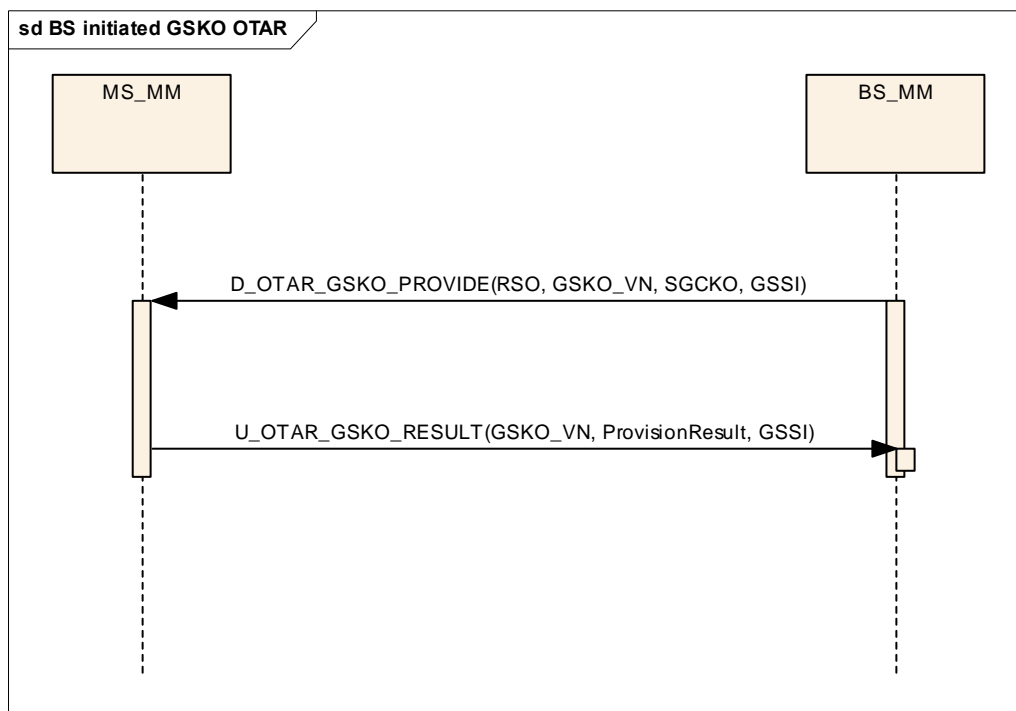 sd BS initiated GSKO OTAR
MS_MM
BS_MM
D_OTAR_GSKO_PROVIDE(RSO, GSKO_VN, SGCKO, GSSI)
U_OTAR_GSKO_RESULT(GSKO_VN, ProvisionResult, GSSI)